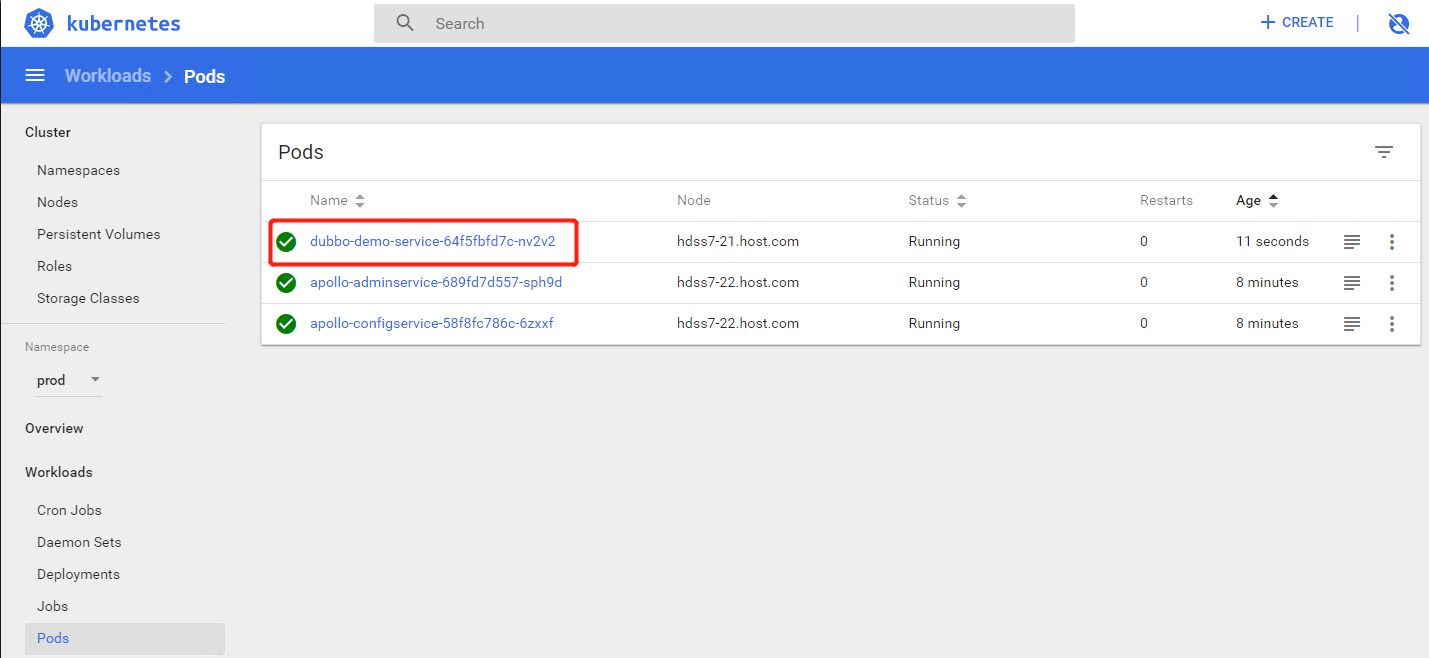 kubernetes
Search
CREATE
Workloads Pods
Cluster
Namespaces
Nodes
Persistent Volumes
Roles
Storage Classes
Namespace
prod
Overview
Workloads
Cron Jobs
Daemon Sets
Deployments
Jobs
Pods
Pods
Name Node Status Restarts Age
dubbo-demo-service-64f5fbfd7c-nv2v2 hdss7-21.host.com Running 0 11 seconds
apollo-adminservice-689fd7d557-sph9d hdss7-22.host.com Running 0 8 minutes
apollo-configservice-58f8fc786c-6zxxf hdss7-22.host.com Running 0 8 minutes